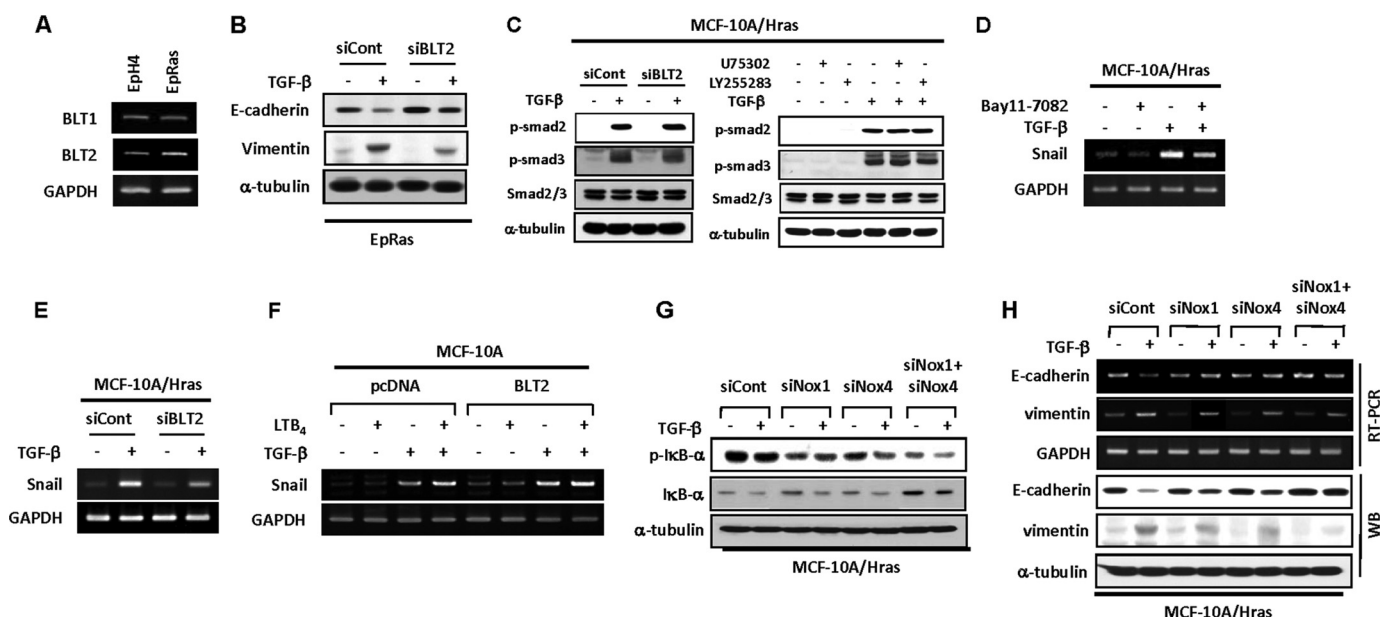 A
EpH4 EpRas
BLT1
BLT2
GAPDH
B
siCont siBLT2
TGF-β - + - +
E-cadherin
Vimentin
α-tubulin
EpRas
C
MCF-10A/Hras
siCont siBLT2
TGF-β - + - +
p-smad2
p-smad3
Smad2/3
α-tubulin
U75302 - + - - + -
LY255283 - - + - - +
TGF-β - - - + + +
p-smad2
p-smad3
Smad2/3
α-tubulin
D
MCF-10A/Hras
Bay11-7082 - + - +
TGF-β - - + +
Snail
GAPDH
E
MCF-10A/Hras
siCont siBLT2
TGF-β - + - +
Snail
GAPDH
F
MCF-10A
pcDNA BLT2
LTB4 - + - + - + - +
TGF-β - - + + - - + +
Snail
GAPDH
G
siCont siNox1 siNox4 siNox1+
siNox4
TGF-β - + - + - + - +
p-IκB-α
IκB-α
α-tubulin
MCF-10A/Hras
H
siCont siNox1 siNox4 siNox1+
siNox4
TGF-β - + - + - + - +
E-cadherin
vimentin
GAPDH
RT-PCR
E-cadherin
vimentin
α-tubulin
WB
MCF-10A/Hras